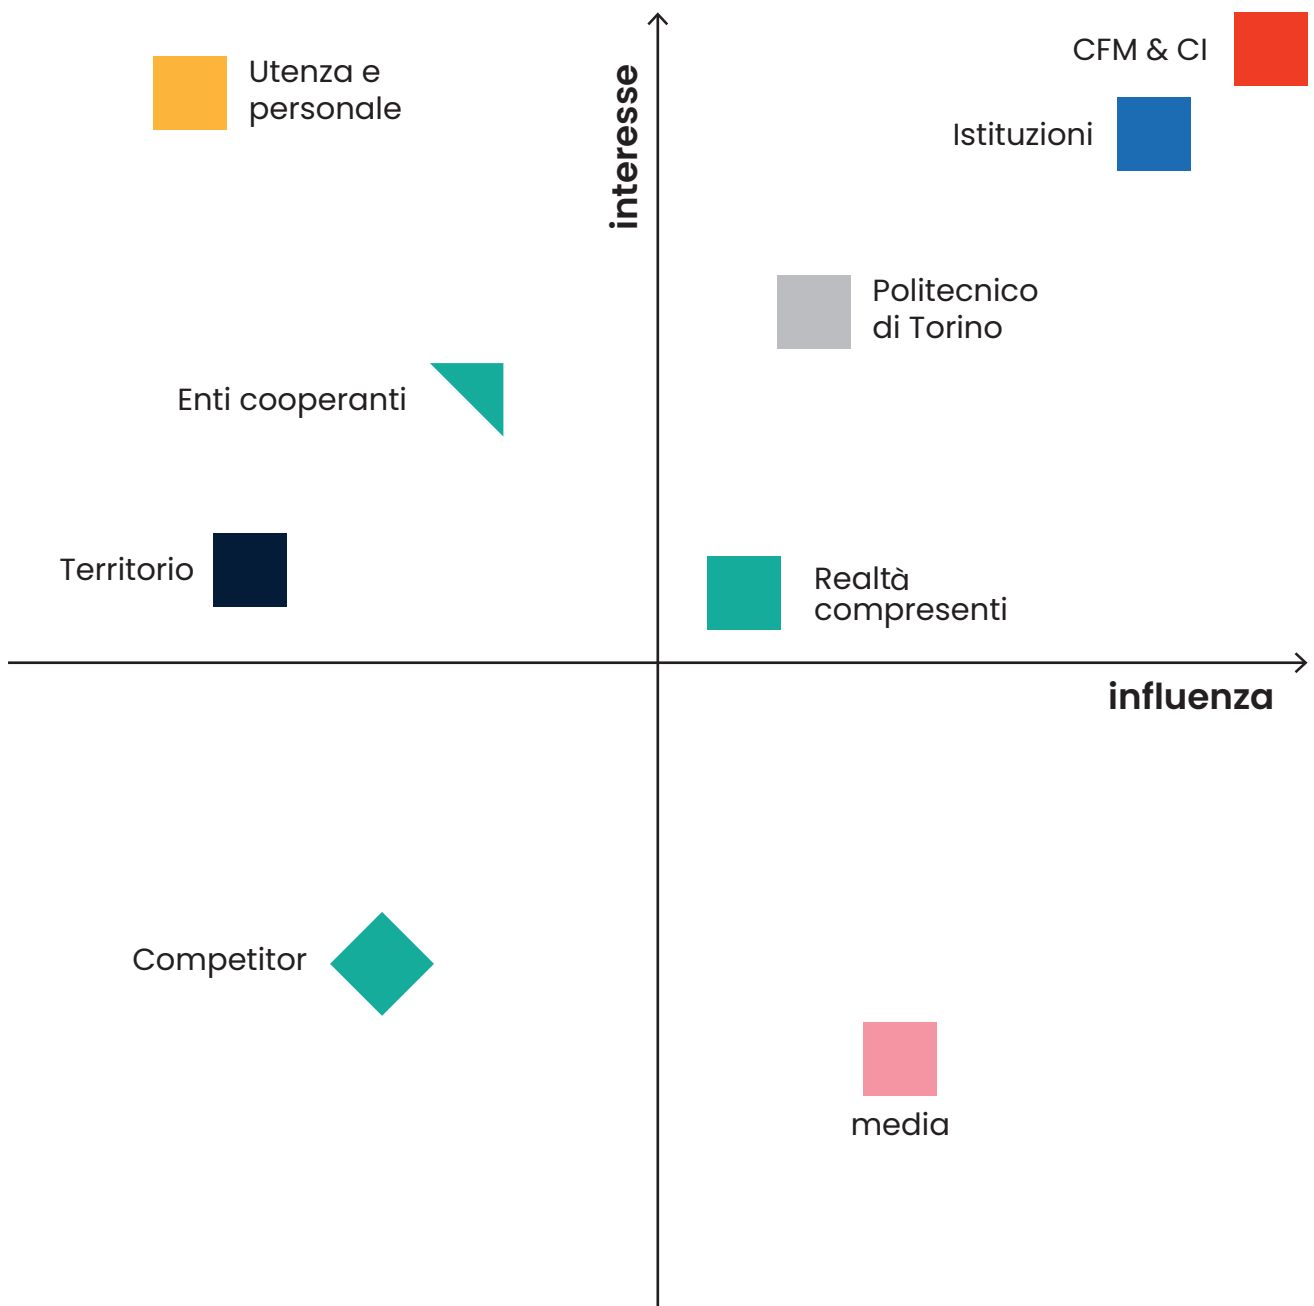 CFM & CI
Utenza e
personale
interesse
Istituzioni
Politecnico
di Torino
Enti cooperanti
Territorio
Realtà
compresenti
influenza
Competitor
media